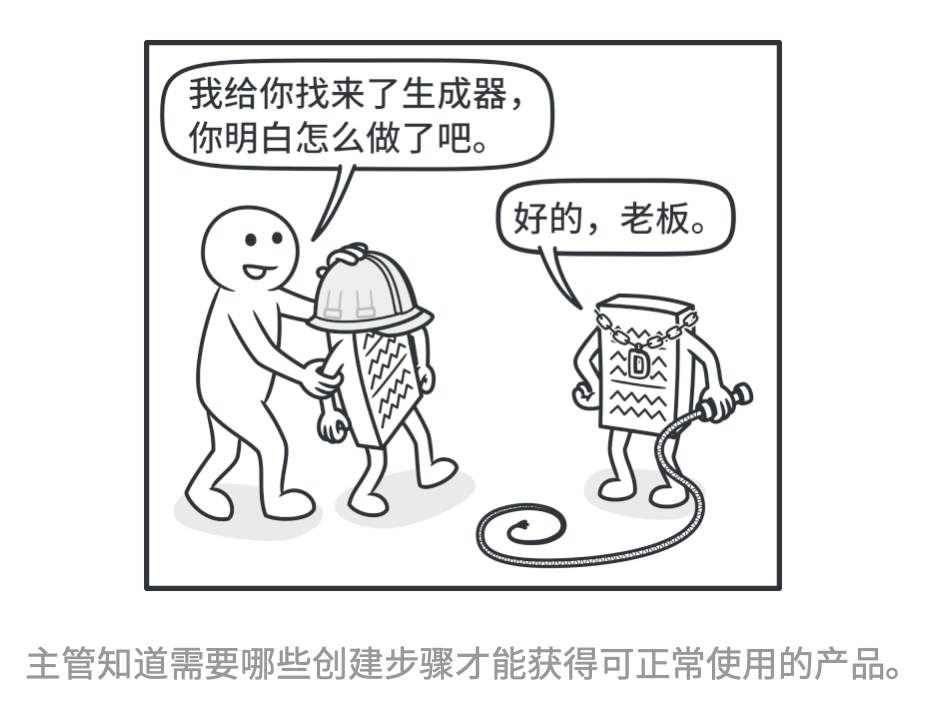 我给你找来了生成器，
你明白怎么做了吧。
好的，老板。
D
主管知道需要哪些创建步骤才能获得可正常使用的产品。